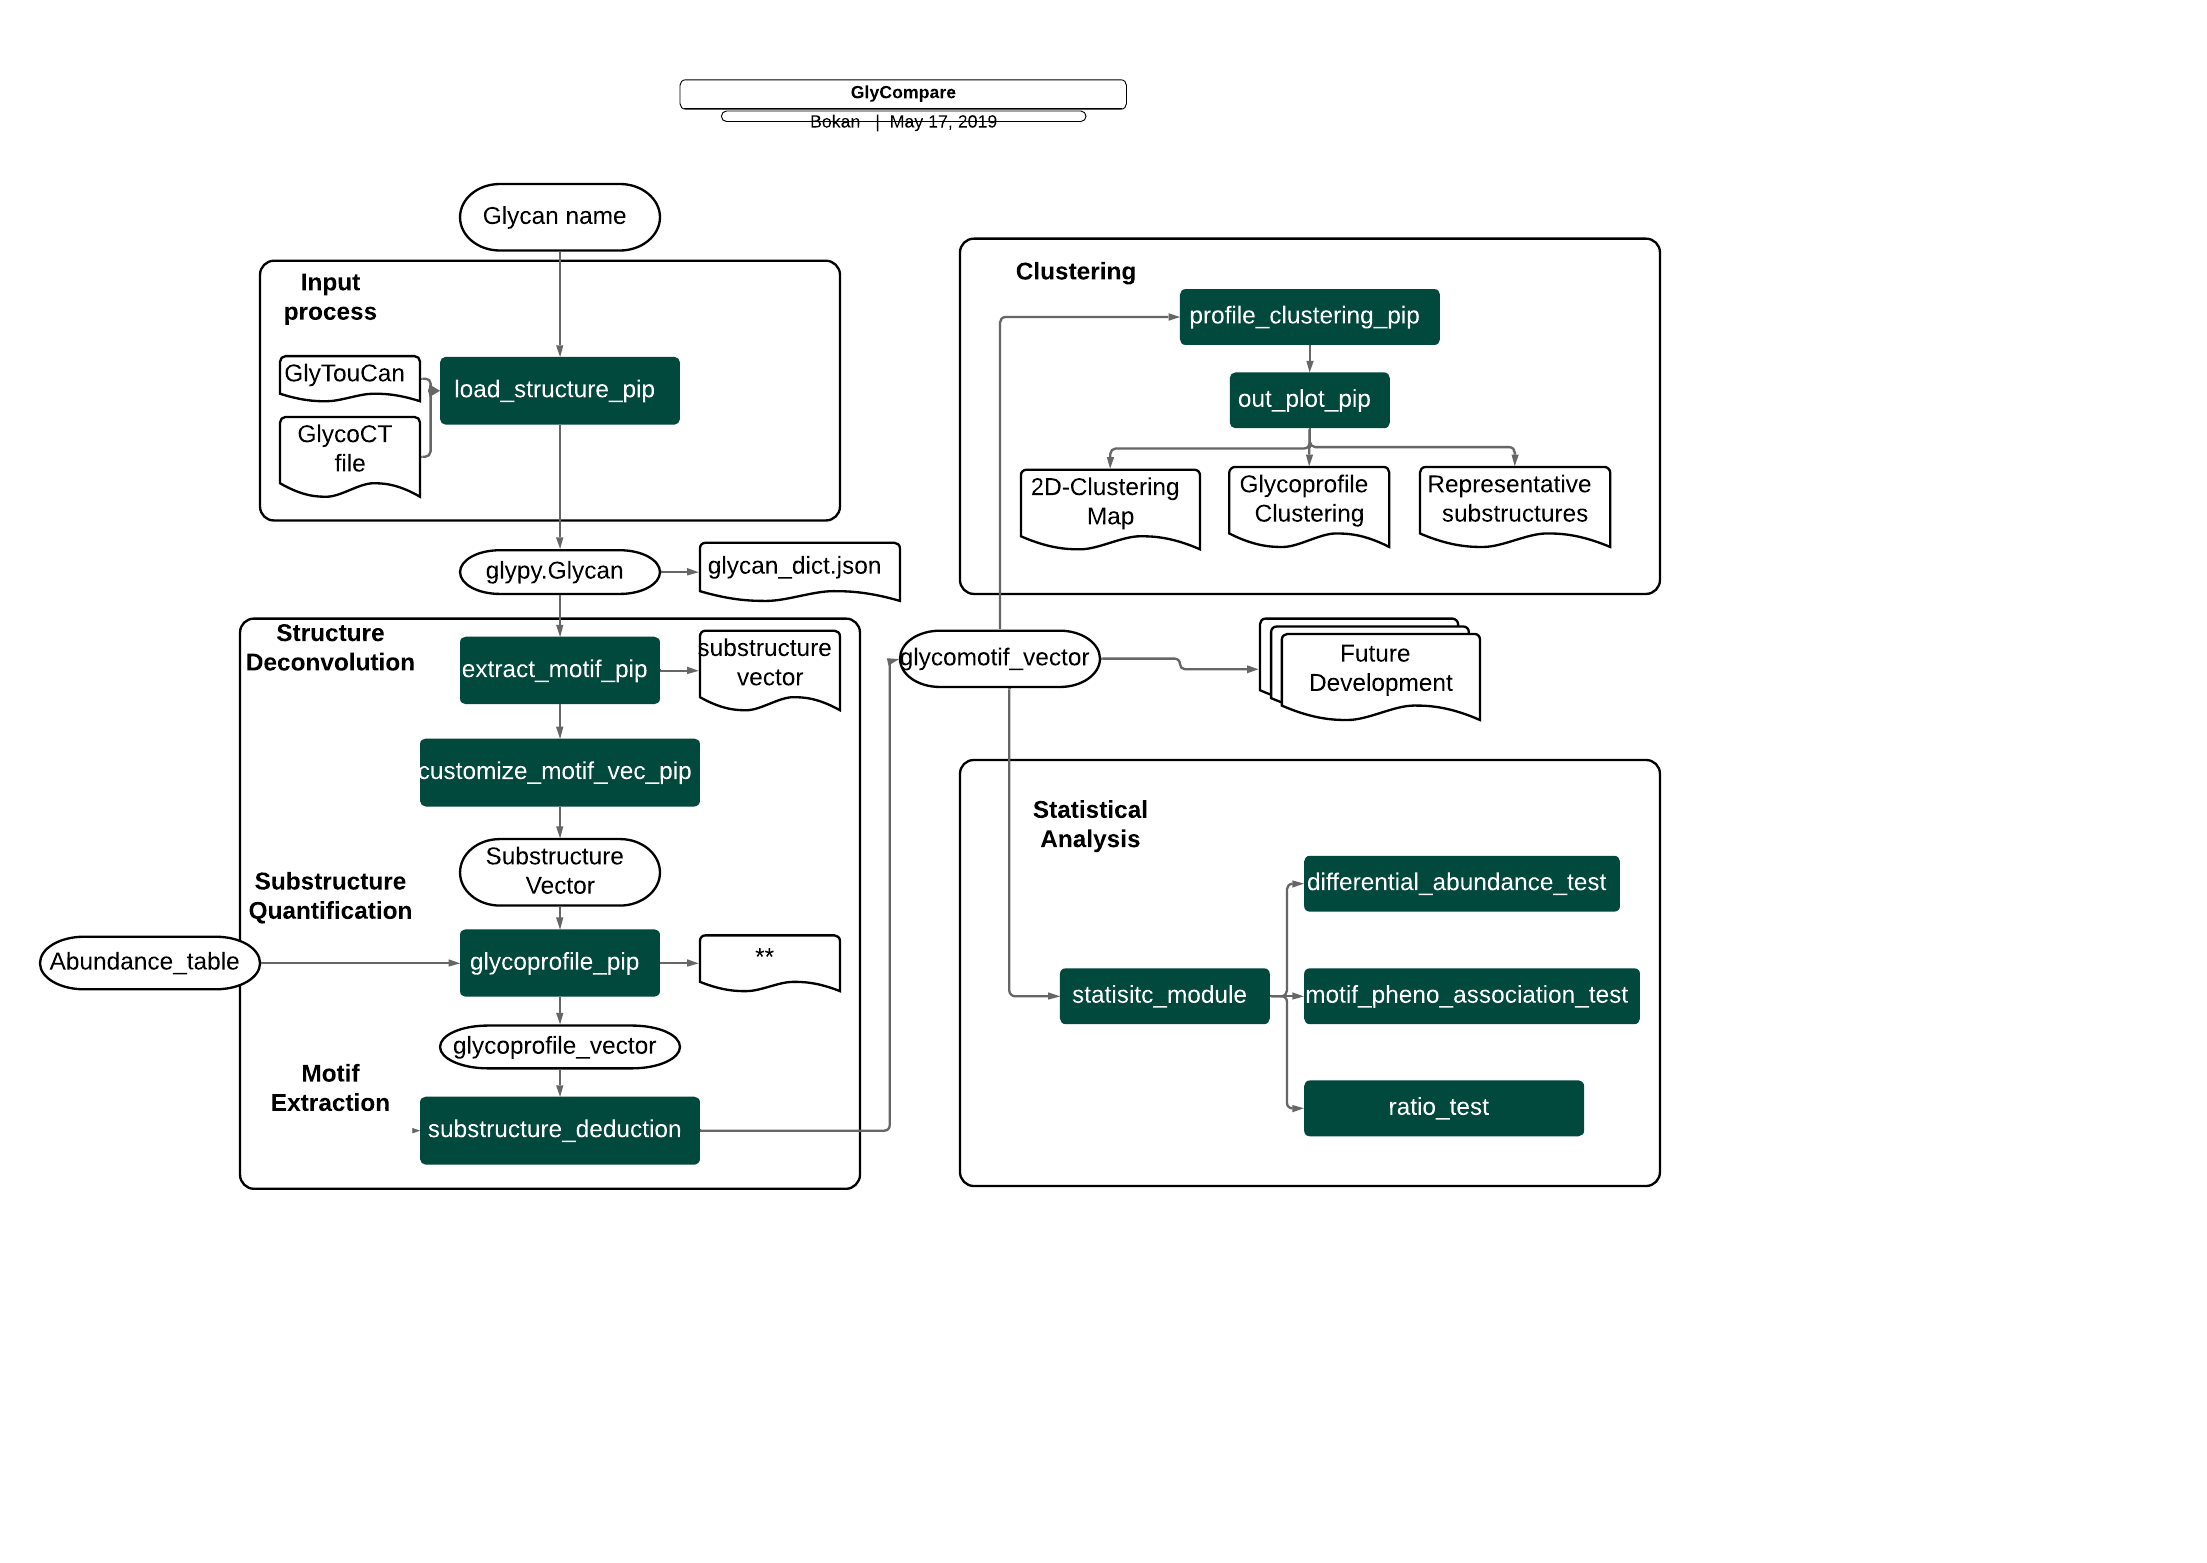 GlyCompare
Bokan | May 17, 2019
Glycan name
Input
process
GlyTouCan
load_structure_pip
GlycoCT
file
glypy.Glycan
glycan_dict.json
Structure
Deconvolution
extract_motif_pip
substructure
vector
customize_motif_vec_pip
Substructure
Vector
Substructure
Quantification
Abundance_table
glycoprofile_pip
**
glycoprofile_vector
Motif
Extraction
substructure_deduction
Clustering
profile_clustering_pip
out_plot_pip
2D-Clustering
Map
Glycoprofile
Clustering
Representative
substructures
glycomotif_vector
Future
Development
Statistical
Analysis
differential_abundance_test
statisitc_module
motif_pheno_association_test
ratio_test